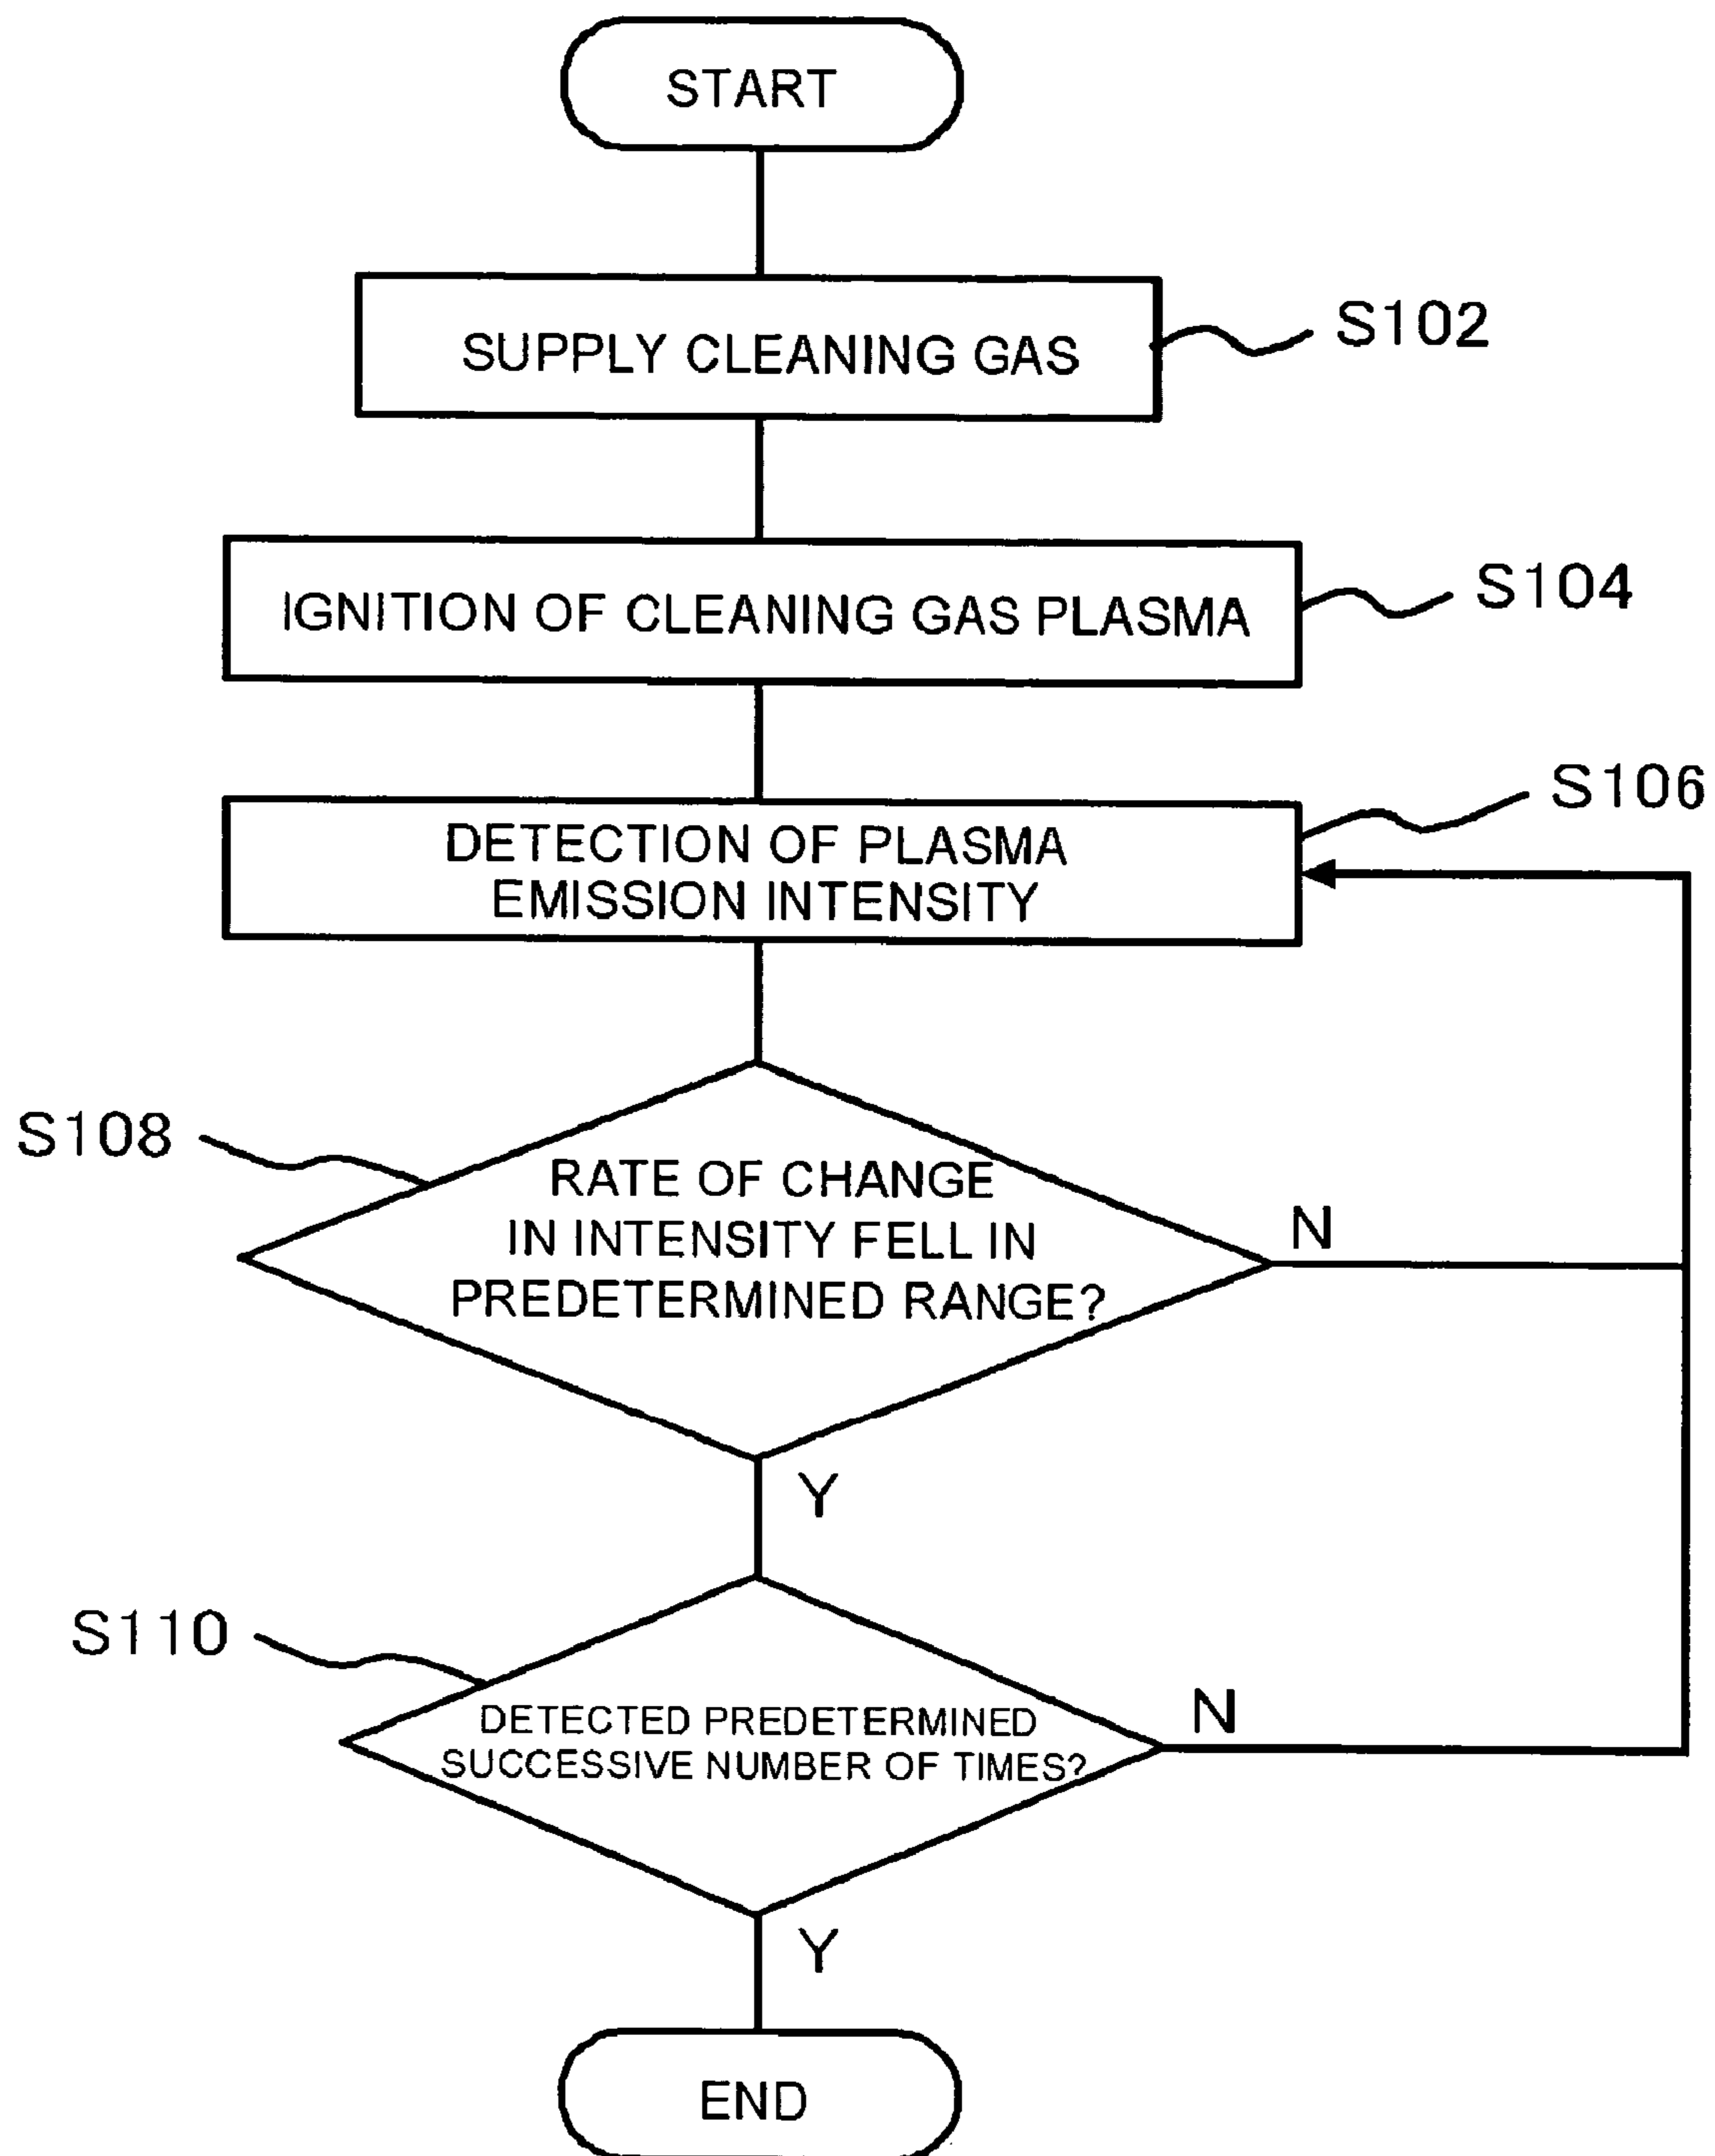 START
SUPPLY CLEANING GAS
S102
IGNITION OF CLEANING GAS PLASMA
S104
DETECTION OF PLASMA
EMISSION INTENSITY
S106
S108
RATE OF CHANGE
IN INTENSITY FELL IN
PREDETERMINED RANGE?
N
Y
S110
DETECTED PREDETERMINED
SUCCESSIVE NUMBER OF TIMES?
N
Y
END